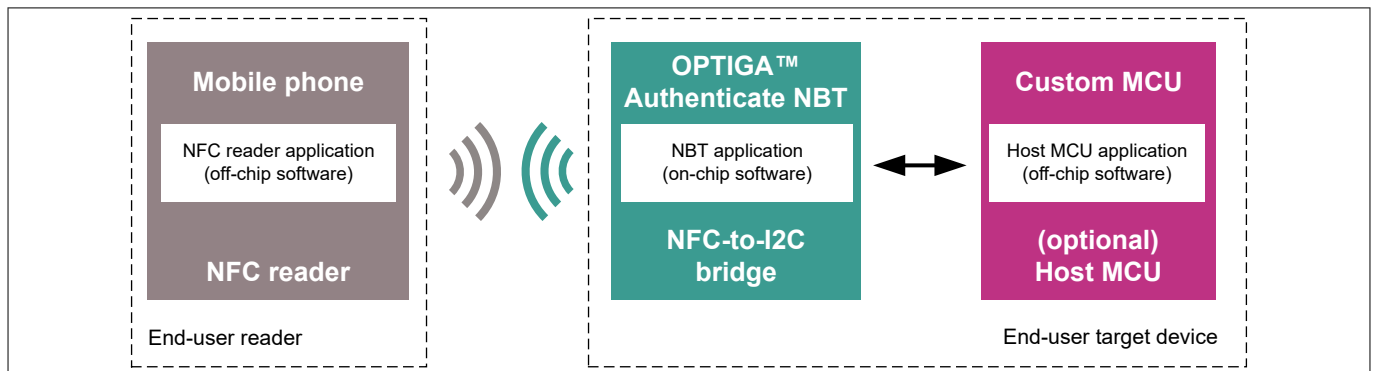 Mobile phone
NFC reader application
(off-chip software)
NFC reader
End-user reader
OPTIGA™
Authenticate NBT
NBT application
(on-chip software)
NFC-to-I2C
bridge
Custom MCU
Host MCU application
(off-chip software)
(optional)
Host MCU
End-user target device